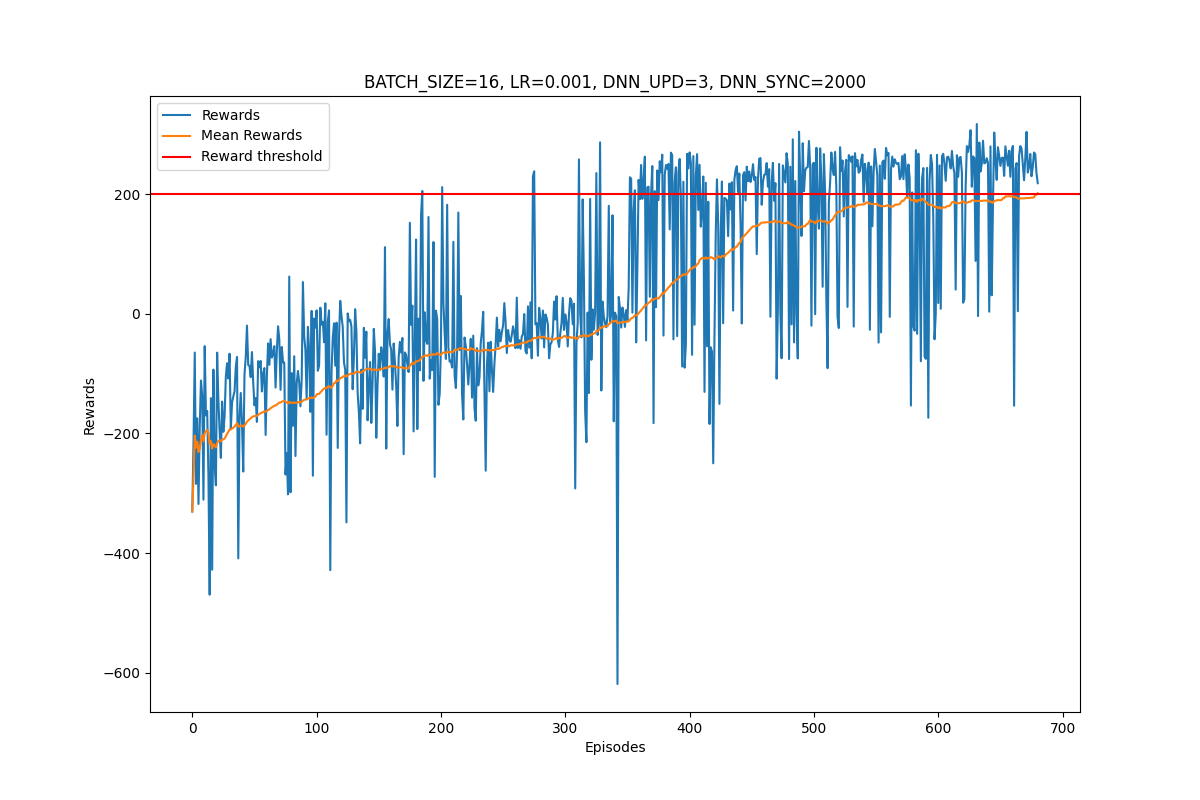 BATCH_SIZE=16, LR=0.001, DNN_UPD=3, DNN_SYNC=2000
Rewards
Mean Rewards
Reward threshold
200
0
−200
−400
−600
Rewards
0 100 200 300 400 500 600 700
Episodes